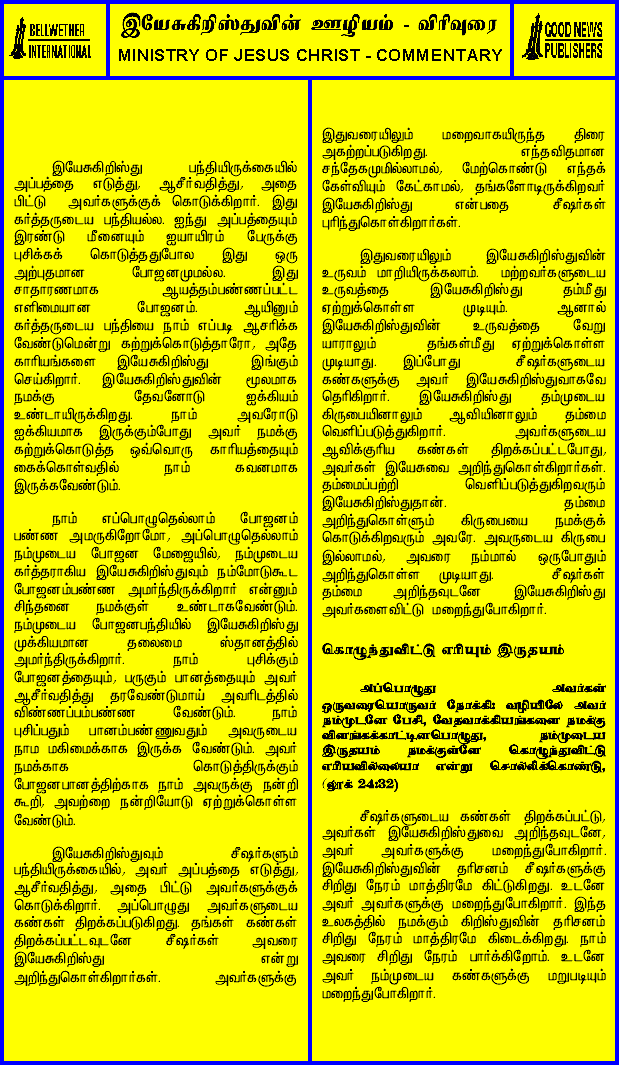 BELLWETHER
INTERNATIONAL
இயேசுகிறிஸ்துவின் ஊழியம் - விரிவுரை
MINISTRY OF JESUS CHRIST - COMMENTARY
GOOD NEWS
PUBLISHERS
இயேசுகிறிஸ்து பந்தியிருக்கையில்
அப்பத்தை எடுத்து, ஆசீர்வதித்து, அதை
பிட்டு அவர்களுக்குக் கொடுக்கிறார். இது
கர்த்தருடைய பந்தியல்ல. ஐந்து அப்பத்தையும்
இரண்டு மீனையும் ஐயாயிரம் பேருக்கு
புசிக்கக் கொடுத்ததுபோல இது ஒரு
அற்புதமான போஜனமுமல்ல. இது
சாதாரணமாக ஆயத்தம்பண்ணப்பட்ட
எளிமையான போஜனம். ஆயினும்
கர்த்தருடைய பந்தியை நாம் எப்படி ஆசரிக்க
வேண்டுமென்று கற்றுக்கொடுத்தாரோ, அதே
காரியங்களை இயேசுகிறிஸ்து இங்கும்
செய்கிறார். இயேசுகிறிஸ்துவின் மூலமாக
நமக்கு தேவனோடு ஐக்கியம்
உண்டாயிருக்கிறது. நாம் அவரோடு
ஐக்கியமாக இருக்கும்போது அவர் நமக்கு
கற்றுக்கொடுத்த ஒவ்வொரு காரியத்தையும்
கைக்கொள்வதில் நாம் கவனமாக
இருக்கவேண்டும்.
நாம் எப்பொழுதெல்லாம் போஜனம்
பண்ண அமருகிறோமோ, அப்பொழுதெல்லாம்
நம்முடைய போஜன மேஜையில், நம்முடைய
கர்த்தராகிய இயேசுகிறிஸ்துவும் நம்மோடுகூட
போஜனம்பண்ண அமர்ந்திருக்கிறார் என்னும்
சிந்தனை நமக்குள் உண்டாகவேண்டும்.
நம்முடைய போஜனபந்தியில் இயேசுகிறிஸ்து
முக்கியமான தலைமை ஸ்தானத்தில்
அமர்ந்திருக்கிறார். நாம் புசிக்கும்
போஜனத்தையும், பருகும் பானத்தையும் அவர்
ஆசீர்வதித்து தரவேண்டுமாய் அவரிடத்தில்
விண்ணப்பம்பண்ண வேண்டும். நாம்
புசிப்பதும் பானம்பண்ணுவதும் அவருடைய
நாம மகிமைக்காக இருக்க வேண்டும். அவர்
நமக்காக கொடுத்திருக்கும்
போஜனபானத்திற்காக நாம் அவருக்கு நன்றி
கூறி, அவற்றை நன்றியோடு ஏற்றுக்கொள்ள
வேண்டும்.
இயேசுகிறிஸ்துவும் சீஷர்களும்
பந்தியிருக்கையில், அவர் அப்பத்தை எடுத்து,
ஆசீர்வதித்து, அதை பிட்டு அவர்களுக்குக்
கொடுக்கிறார். அப்பொழுது அவர்களுடைய
கண்கள் திறக்கப்படுகிறது. தங்கள் கண்கள்
திறக்கப்பட்டவுடனே சீஷர்கள் அவரை
இயேசுகிறிஸ்து என்று
அறிந்துகொள்கிறார்கள். அவர்களுக்கு
இதுவரையிலும் மறைவாகயிருந்த திரை
அகற்றப்படுகிறது. எந்தவிதமான
சந்தேகமுமில்லாமல், மேற்கொண்டு எந்தக்
கேள்வியும் கேட்காமல், தங்களோடிருக்கிறவர்
இயேசுகிறிஸ்து என்பதை சீஷர்கள்
புரிந்துகொள்கிறார்கள்.
இதுவரையிலும் இயேசுகிறிஸ்துவின்
உருவம் மாறியிருக்கலாம். மற்றவர்களுடைய
உருவத்தை இயேசுகிறிஸ்து தம்மீது
ஏற்றுக்கொள்ள முடியும். ஆனால்
இயேசுகிறிஸ்துவின் உருவத்தை வேறு
யாராலும் தங்கள்மீது ஏற்றுக்கொள்ள
முடியாது. இப்போது சீஷர்களுடைய
கண்களுக்கு அவர் இயேசுகிறிஸ்துவாகவே
தெரிகிறார். இயேசுகிறிஸ்து தம்முடைய
கிருபையினாலும் ஆவியினாலும் தம்மை
வெளிப்படுத்துகிறார். அவர்களுடைய
ஆவிக்குரிய கண்கள் திறக்கப்பட்டபோது,
அவர்கள் இயேசுவை அறிந்துகொள்கிறார்கள்.
தம்மைப்பற்றி வெளிப்படுத்துகிறவரும்
இயேசுகிறிஸ்துதான். தம்மை
அறிந்துகொள்ளும் கிருபையை நமக்குக்
கொடுக்கிறவரும் அவரே. அவருடைய கிருபை
இல்லாமல், அவரை நம்மால் ஒருபோதும்
அறிந்துகொள்ள முடியாது. சீஷர்கள்
தம்மை அறிந்தவுடனே இயேசுகிறிஸ்து
அவர்களைவிட்டு மறைந்துபோகிறார்.
கொழுந்துவிட்டு எரியும் இருதயம்
அப்பொழுது அவர்கள்
ஒருவரையொருவர் நோக்கி: வழியிலே அவர்
நம்முடனே பேசி, வேதவாக்கியங்களை நமக்கு
விளங்கக்காட்டினபொழுது, நம்முடைய
இருதயம் நமக்குள்ளே கொழுந்துவிட்டு
எரியவில்லையா என்று சொல்லிக்கொண்டு,
(லூக் 24:32)
சீஷர்களுடைய கண்கள் திறக்கப்பட்டு,
அவர்கள் இயேசுகிறிஸ்துவை அறிந்தவுடனே,
அவர் அவர்களுக்கு மறைந்துபோகிறார்.
இயேசுகிறிஸ்துவின் தரிசனம் சீஷர்களுக்கு
சிறிது நேரம் மாத்திரமே கிட்டுகிறது. உடனே
அவர் அவர்களுக்கு மறைந்துபோகிறார். இந்த
உலகத்தில் நமக்கும் கிறிஸ்துவின் தரிசனம்
சிறிது நேரம் மாத்திரமே கிடைக்கிறது. நாம்
அவரை சிறிது நேரம் பார்க்கிறோம். உடனே
அவர் நம்முடைய கண்களுக்கு மறுபடியும்
மறைந்துபோகிறார்.